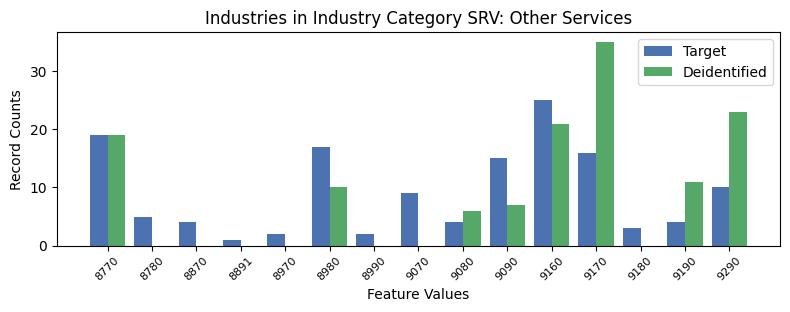 Industries in Industry Category SRV: Other Services
Target
Deidentified
Record Counts
30
20
10
0
8770 8780 8870 8891 8970 8980 8990 9070 9080 9090 9160 9170 9180 9190 9290
Feature Values